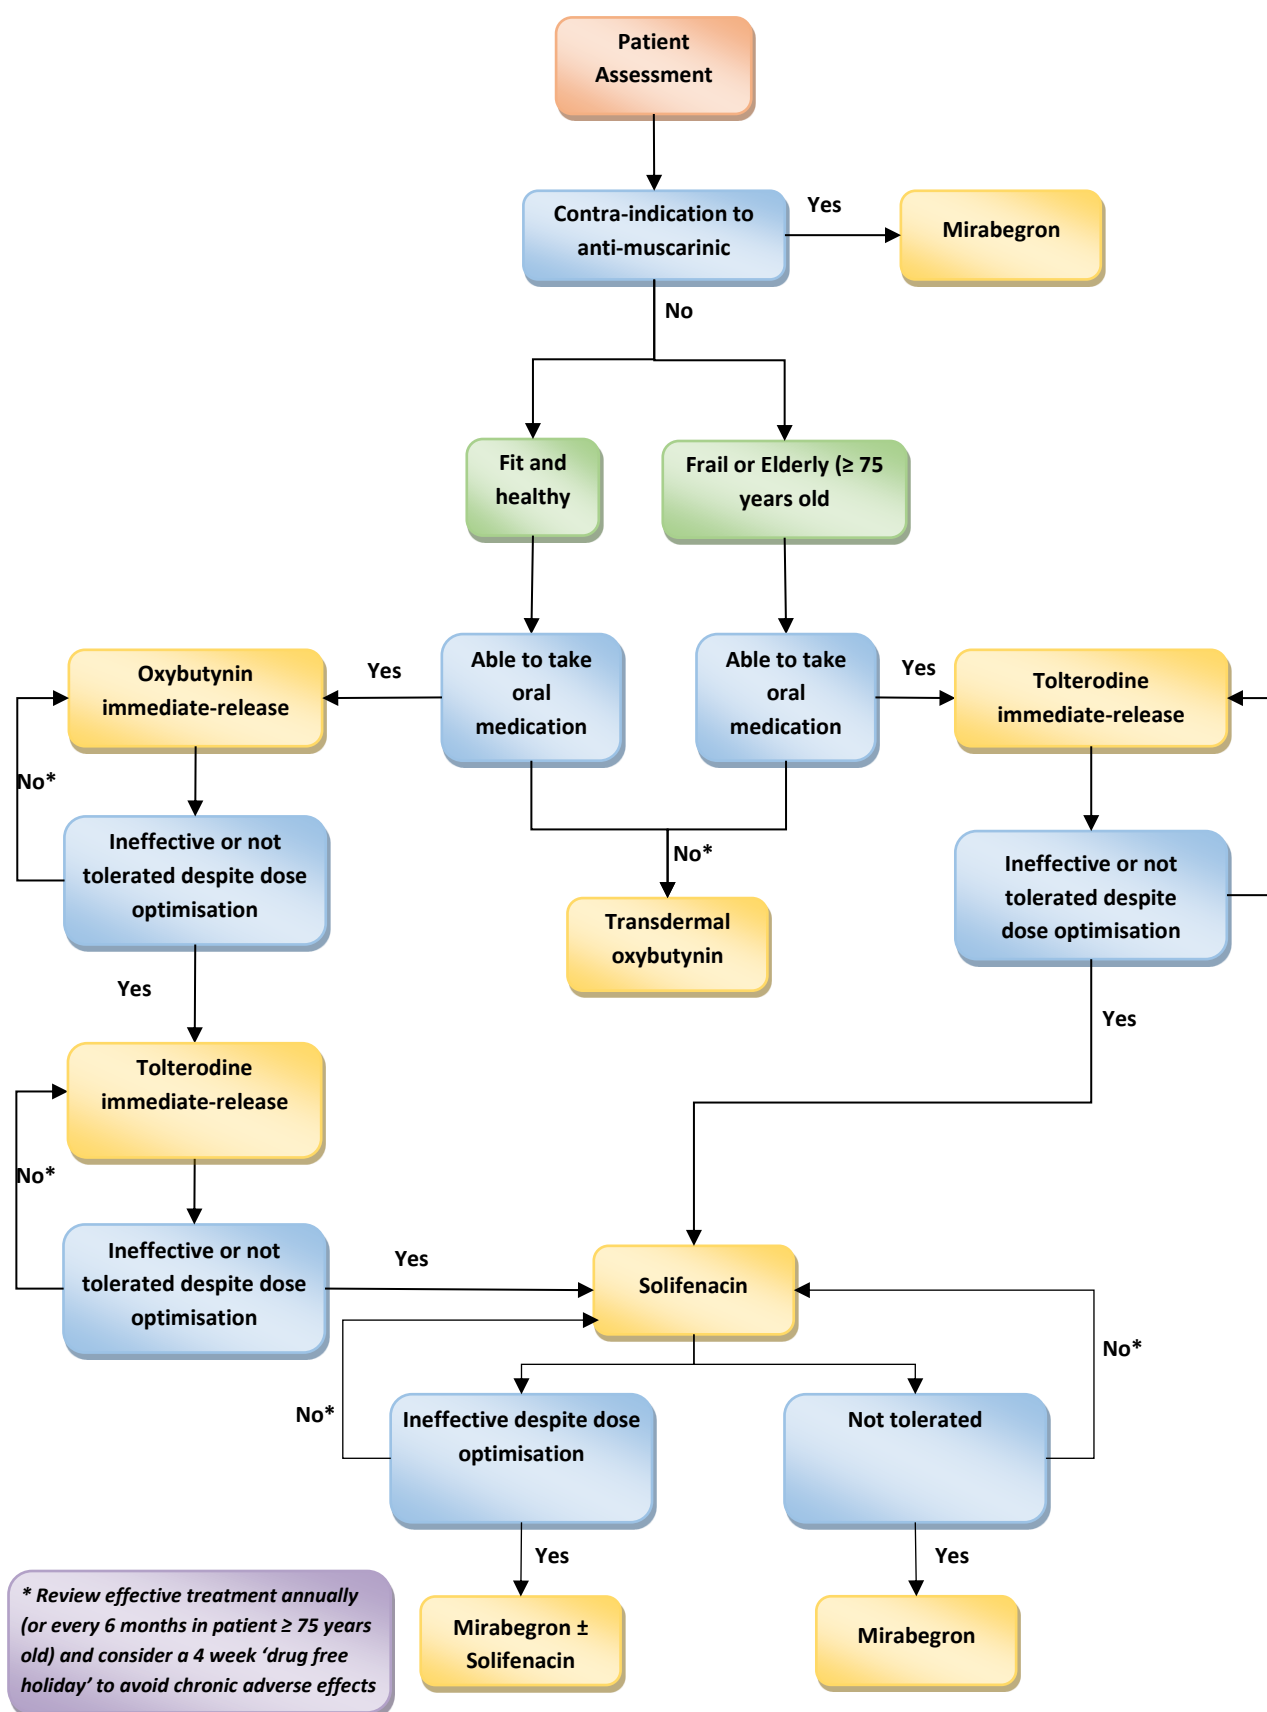 Patient
Assessment
Contra-indication to
anti-muscarinic
Yes
Mirabegron
No
Fit and
healthy
Frail or Elderly (≥ 75
years old
Able to take
oral
medication
Yes
Oxybutynin
immediate-release
Able to take
oral
medication
Yes
Tolterodine
immediate-release
No*
Ineffective or not
tolerated despite dose
optimisation
No*
Transdermal
oxybutynin
Ineffective or not
tolerated despite
dose optimisation
Yes
Yes
Tolterodine
immediate-release
No*
Ineffective or not
tolerated despite dose
optimisation
Yes
Solifenacin
No*
No*
Ineffective despite dose
optimisation
Not tolerated
Yes
Yes
Mirabegron ±
Solifenacin
Mirabegron
* Review effective treatment annually
(or every 6 months in patient ≥ 75 years
old) and consider a 4 week ‘drug free
holiday’ to avoid chronic adverse effects